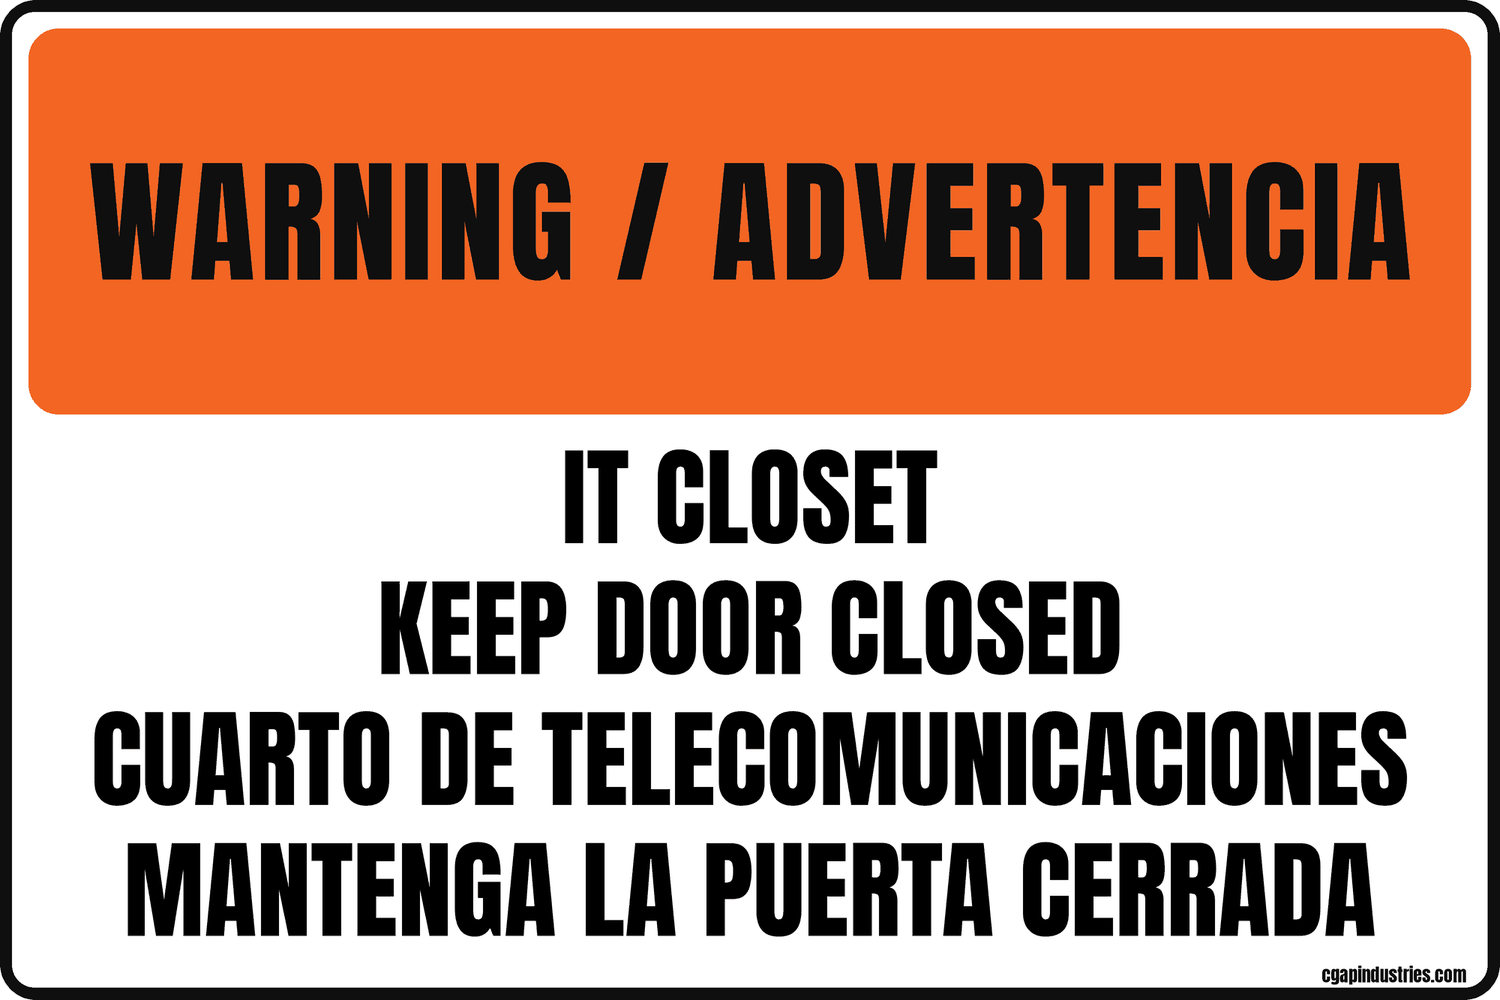 WARNING / ADVERTENCIA
IT CLOSET
KEEP DOOR CLOSED
CUARTO DE TELECOMUNICACIONES
MANTENGA LA PUERTA CERRADA
cgapindustries.com